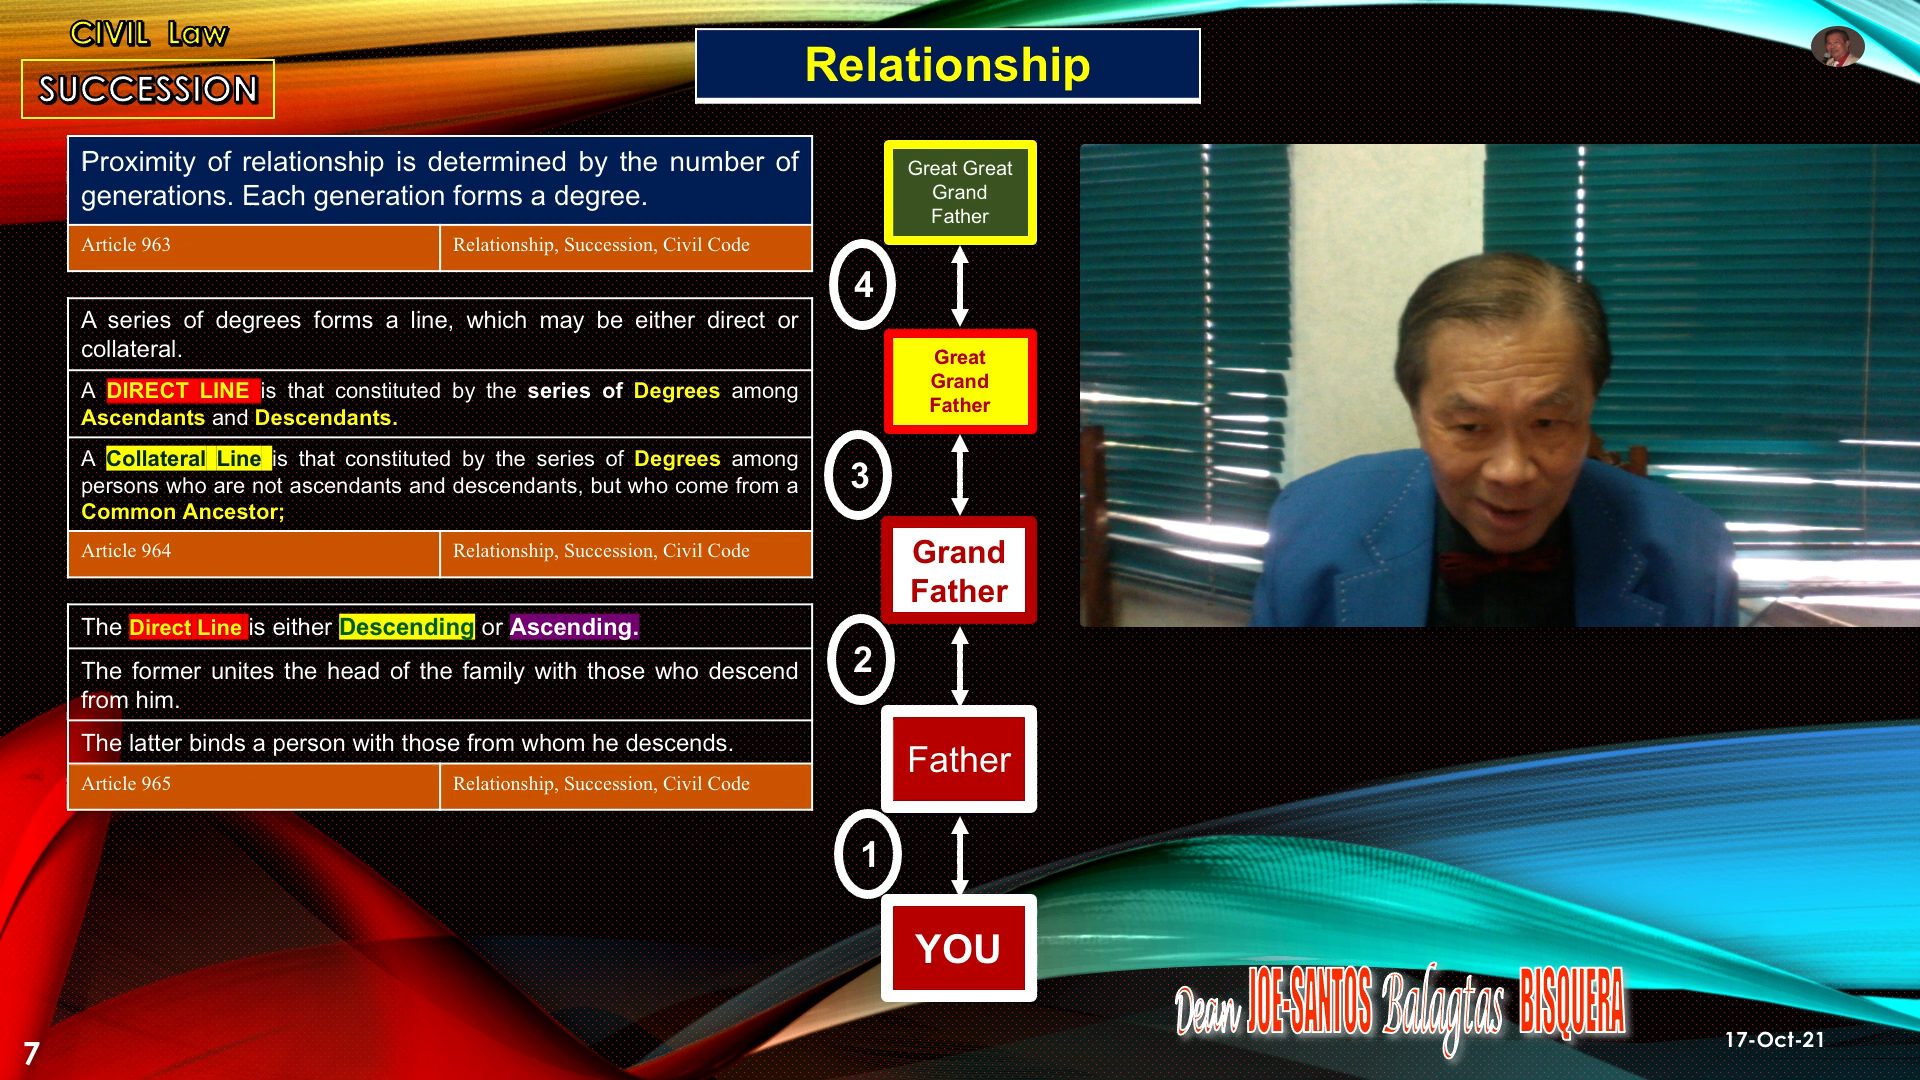 CIVIL Law
SUCCESSION
Relationship
Proximity of relationship is determined by the number of
generations. Each generation forms a degree.
Article 963
Relationship, Succession, Civil Code
A series of degrees forms a line, which may be either direct or
collateral.
A DIRECT LINE is that constituted by the series of Degrees among
Ascendants and Descendants.
A Collateral Line is that constituted by the series of Degrees among
persons who are not ascendants and descendants, but who come from a
Common Ancestor;
Article 964
Relationship, Succession, Civil Code
The Direct Line is either Descending or Ascending.
The former unites the head of the family with those who descend
from him.
The latter binds a person with those from whom he descends.
Article 965
Relationship, Succession, Civil Code
Great Great
Grand
Father
4
Great
Grand
Father
3
Grand
Father
2
Father
1
YOU
Dean JOE-SANTOS Balagtas BISQUERA
17-Oct-21
7